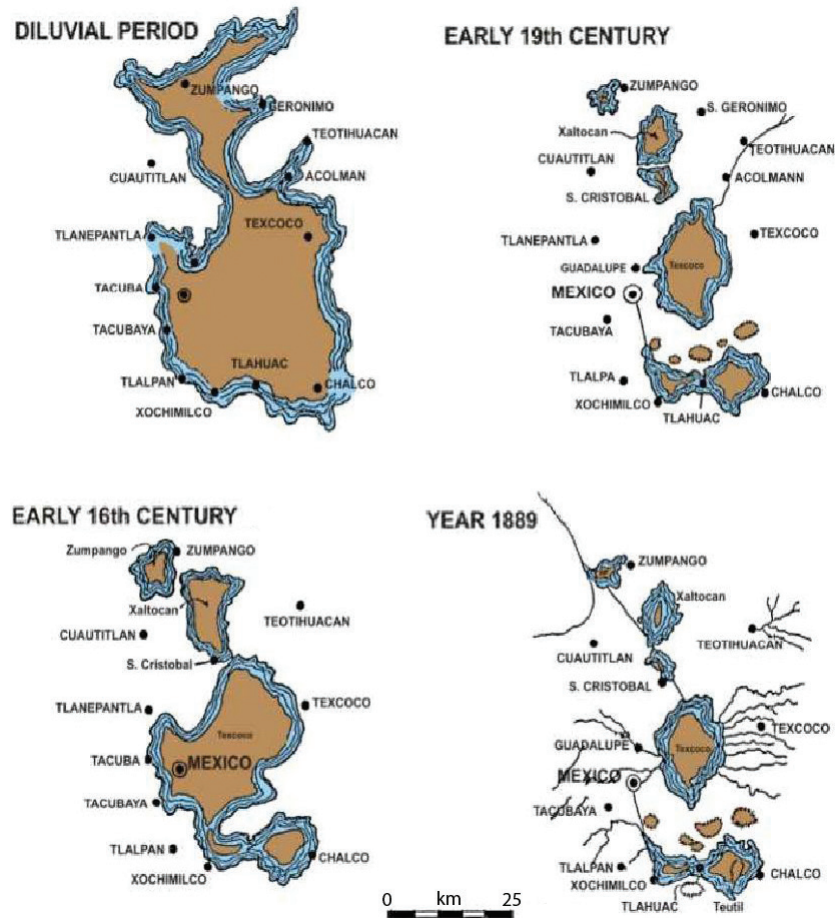 DILUVIAL PERIOD
ZUMPANGO
GERONIMO
TEOTIHUACAN
CUAUTITLAN
ACOLMAN
TLANEPANTLA
TEXCOCO
TACUBA
TACUBAYA
TLAHUAC
TLALPAN
CHALCO
XOCHIMILCO
EARLY 19th CENTURY
ZUMPANGO
S. GERONIMO
Xaltocan
TEOTIHUACAN
CUAUTITLAN
ACOLMANN
S. CRISTOBAL
TEXCOCO
TLANEPANTLA
GUADALUPE
Texcoco
MEXICO
TACUBAYA
TLALPA
CHALCO
XOCHIMILCO
TLAHUAC
EARLY 16th CENTURY
Zumpango
ZUMPANGO
Xaltocan
TEOTIHUACAN
CUAUTITLAN
S. Cristobal
TLANEPANTLA
TEXCOCO
Texcoco
TACUBA
MEXICO
TACUBAYA
TLALPAN
CHALCO
XOCHIMILCO
YEAR 1889
ZUMPANGO
Xaltocan
TEOTIHUACAN
CUAUTITLAN
S. CRISTOBAL
TEXCOCO
GUADALUPE
Texcoco
MEXICO
TACUBAYA
TLALPAN
CHALCO
XOCHIMILCO
TLAHUAC
Teutil
0 km 25